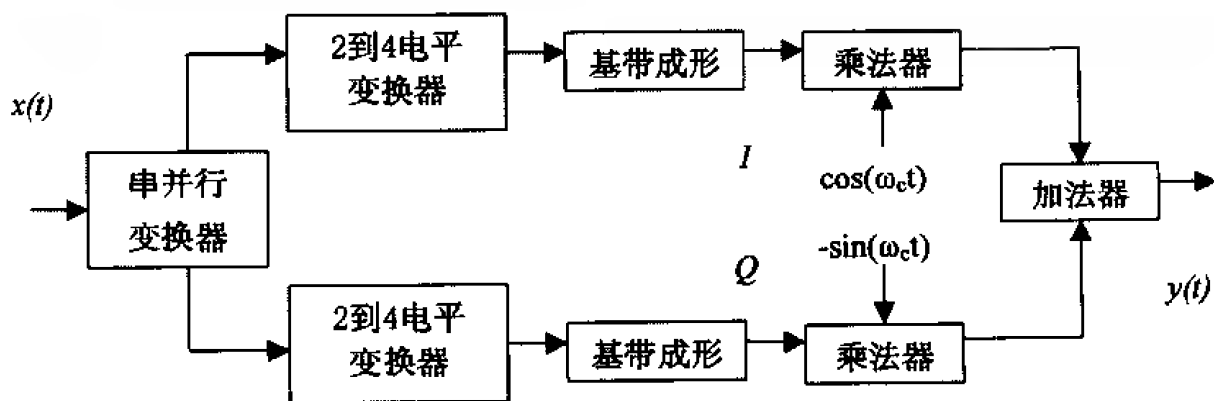 2到4电平
变换器
基带成形
乘法器
x(t)
I
cos(ωct)
串并行
变换器
加法器
-sin(ωct)
Q
y(t)
2到4电平
变换器
基带成形
乘法器